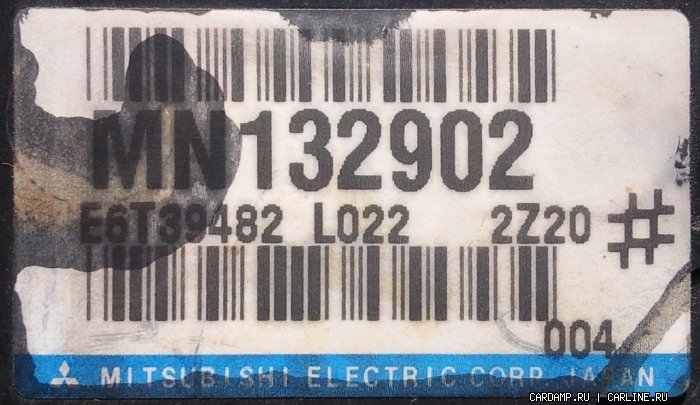 MN132902
E6T39482 L022 2Z20 #
004
MITSUBISHI ELECTRIC CORP. JAPAN
CARDAMP.RU | CARLINE.RU